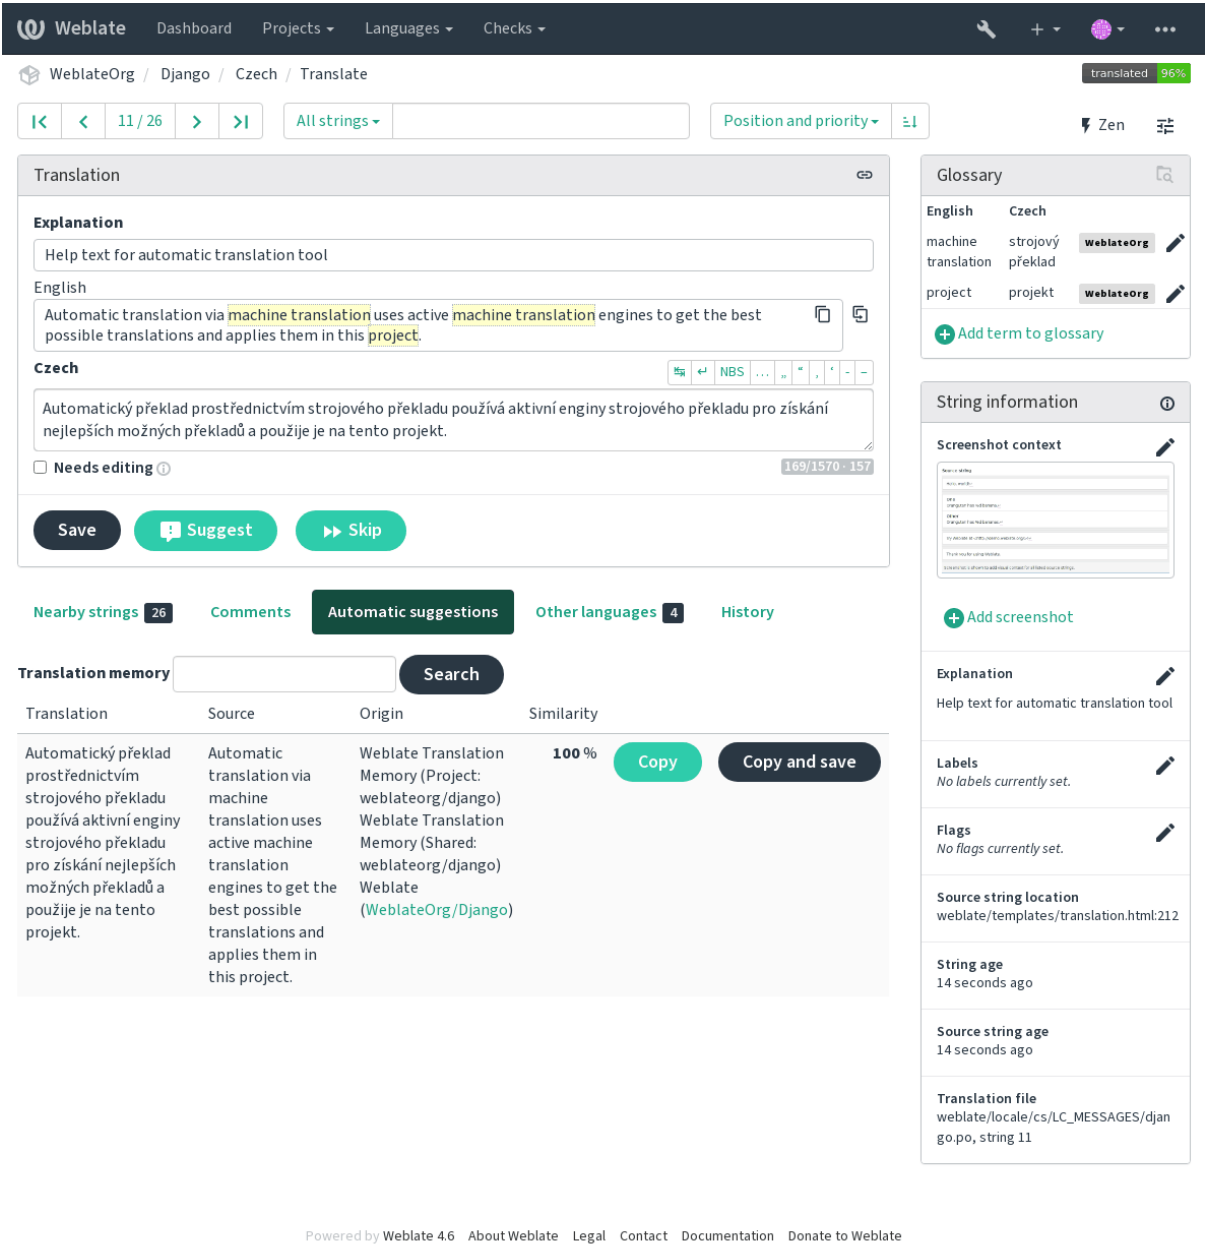 Weblate Dashboard Projects Languages Checks
WeblateOrg / Django / Czech / Translate
translated 96%
11 / 26
All strings
Position and priority
Zen
Translation
Explanation
Help text for automatic translation tool
English
Automatic translation via machine translation uses active machine translation engines to get the best
possible translations and applies them in this project.
Czech
NBS … „ “ ‚ ‘ - –
Automatický překlad prostřednictvím strojového překladu používá aktivní enginy strojového překladu pro získání
nejlepších možných překladů a použije je na tento projekt.
Needs editing
169/1570 · 157
Save Suggest Skip
Nearby strings 26 Comments Automatic suggestions Other languages 4 History
Translation memory Search
Translation Source Origin Similarity
Automatický překlad
prostřednictvím
strojového překladu
používá aktivní enginy
strojového překladu
pro získání nejlepších
možných překladů a
použije je na tento
projekt.
Automatic
translation via
machine
translation uses
active machine
translation
engines to get the
best possible
translations and
applies them in
this project.
Weblate Translation
Memory (Project:
weblateorg/django)
Weblate Translation
Memory (Shared:
weblateorg/django)
Weblate
(WeblateOrg/Django)
100 %
Copy Copy and save
Glossary
English Czech
machine
translation
strojový
překlad
WeblateOrg
project projekt WeblateOrg
Add term to glossary
String information
Screenshot context
Add screenshot
Explanation
Help text for automatic translation tool
Labels
No labels currently set.
Flags
No flags currently set.
Source string location
weblate/templates/translation.html:212
String age
14 seconds ago
Source string age
14 seconds ago
Translation file
weblate/locale/cs/LC_MESSAGES/djan
go.po, string 11
Powered by Weblate 4.6 About Weblate Legal Contact Documentation Donate to Weblate